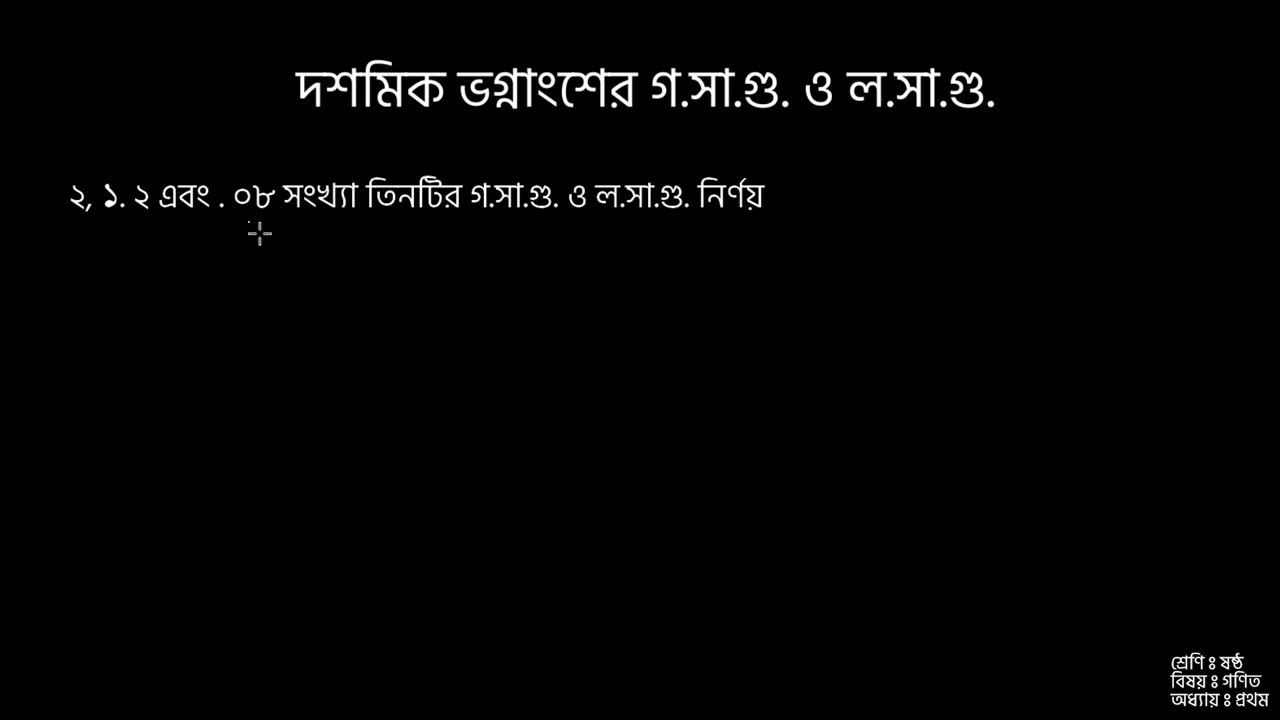 দশমিক ভগ্নাংশের গ.সা.গু. ও ল.সা.গু.
২, ১. ২ এবং . ০৮ সংখ্যা তিনটির গ.সা.গু. ও ল.সা.গু. নির্ণয়
শ্রেণি ঃ ষষ্ঠ
বিষয় ঃ গণিত
অধ্যায় ঃ প্রথম